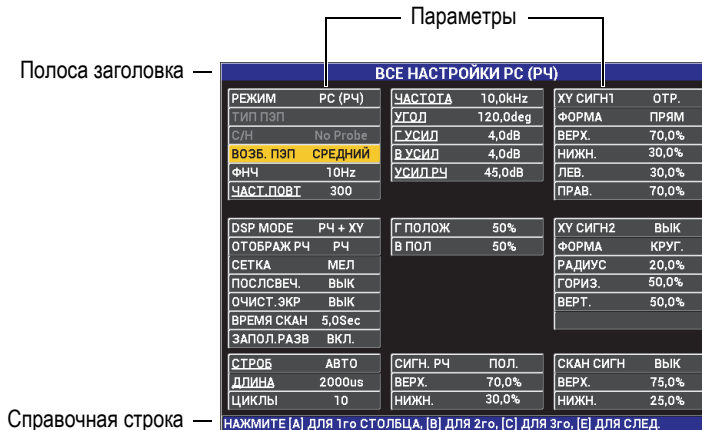 Параметры
Полоса заголовка
ВСЕ НАСТРОЙКИ PC (РЧ)
РЕЖИМ PC (РЧ)
ТИП ПЭП
С/Н No Probe
ВОЗБ. ПЭП СРЕДНИЙ
ФНЧ 10Hz
ЧАСТ.ПОВТ 300
ЧАСТОТА 10,0kHz
УГОЛ 120,0deg
Г УСИЛ 4,0dB
В УСИЛ 4,0dB
УСИЛ РЧ 45,0dB
XY СИГН1 ОТР.
ФОРМА ПРЯМ
ВЕРХ. 70,0%
НИЖН. 30,0%
ЛЕВ. 30,0%
ПРАВ. 70,0%
DSP MODE РЧ + XY
ОТОБРАЖ РЧ РЧ
СЕТКА МЕЛ
ПОСЛСВЕЧ. ВЫК
ОЧИСТ.ЭКР ВЫК
ВРЕМЯ СКАН 5,0Sec
ЗАПОЛ.РАЗВ ВКЛ.
Г ПОЛОЖ 50%
В ПОЛ 50%
XY СИГН2 ВЫК
ФОРМА КРУГ.
РАДИУС 20,0%
ГОРИЗ. 50,0%
ВЕРТ. 50,0%
СТРОБ АВТО
ДЛИНА 2000us
ЦИКЛЫ 10
СИГН. РЧ ПОЛ.
ВЕРХ. 70,0%
НИЖН. 30,0%
СКАН СИГН ВЫК
ВЕРХ. 75,0%
НИЖН. 25,0%
Справочная строка
НАЖМИТЕ [A] ДЛЯ 1го СТОЛБЦА, [B] ДЛЯ 2го, [C] ДЛЯ 3го, [E] ДЛЯ СЛЕД.